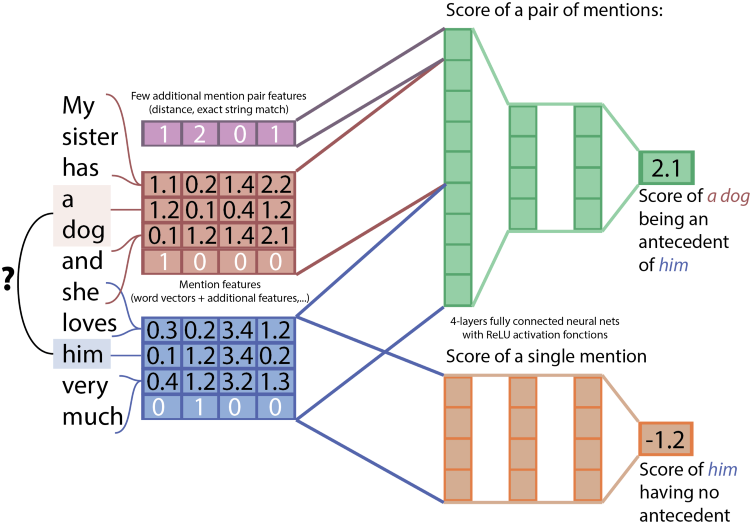 Score of a pair of mentions:
Few additional mention pair features
(distance, exact string match)
1 2 0 1
My
sister
has
a
dog
and
she
loves
him
very
much
?
1.1 0.2 1.4 2.2
1.2 0.1 0.4 1.2
0.1 1.2 1.4 2.1
1 0 0 0
Mention features
(word vectors + additional features,...)
0.3 0.2 3.4 1.2
0.1 1.2 3.4 0.2
0.4 1.2 3.2 1.3
0 1 0 0
2.1
Score of a dog
being an
antecedent
of him
4-layers fully connected neural nets
with ReLU activation fonctions
Score of a single mention
-1.2
Score of him
having no
antecedent